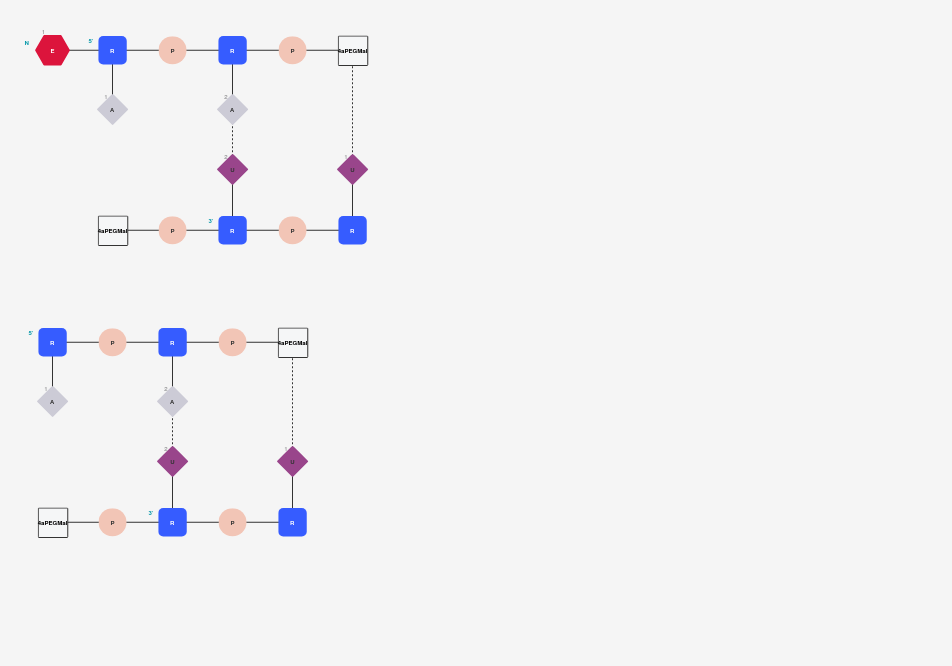 1
N E 5' R P R P 4aPEGMal
1 A 2 A
2 U 1 U
4aPEGMal P 3' R P R
5' R P R P 4aPEGMal
1 A 2 A
2 U 1 U
4aPEGMal P 3' R P R